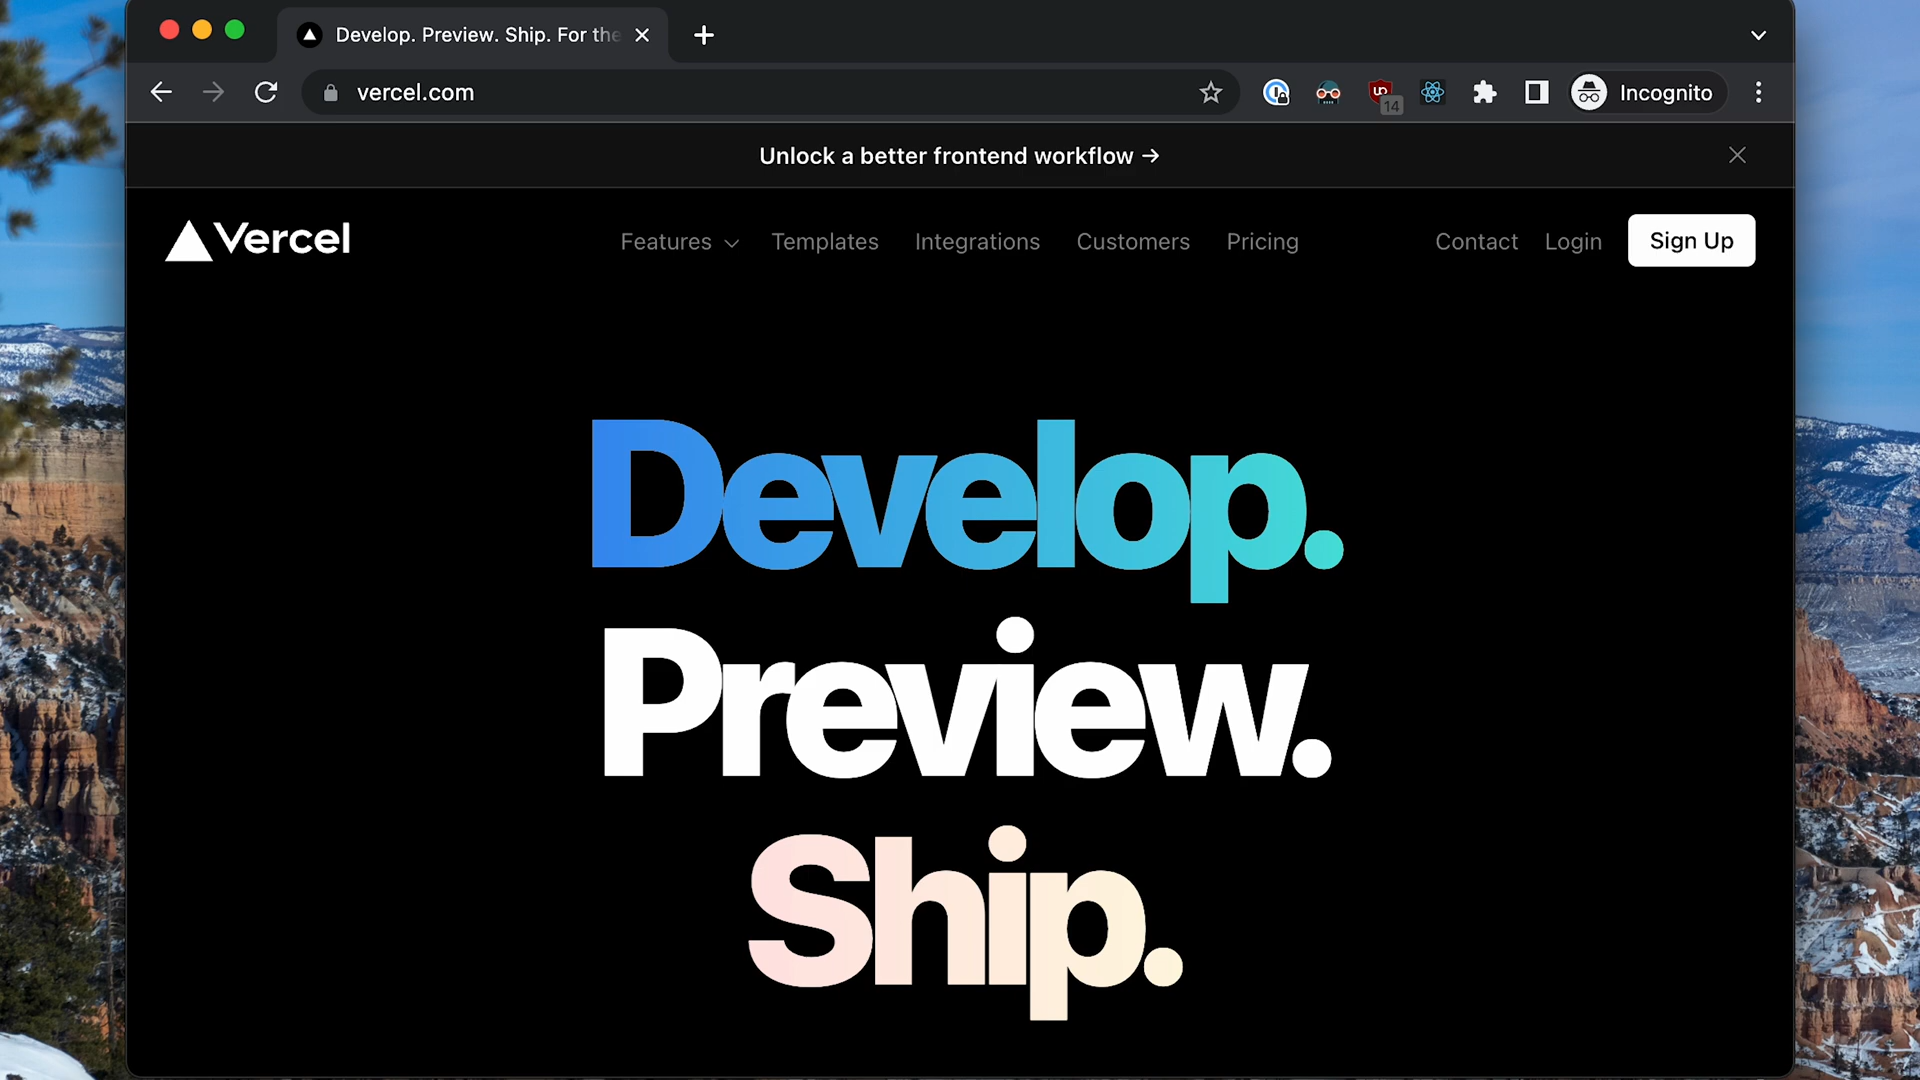 Develop. Preview. Ship. For the
vercel.com
14
Incognito
Unlock a better frontend workflow →
Vercel
Features
Templates
Integrations
Customers
Pricing
Contact
Login
Sign Up
Develop.
Preview.
Ship.